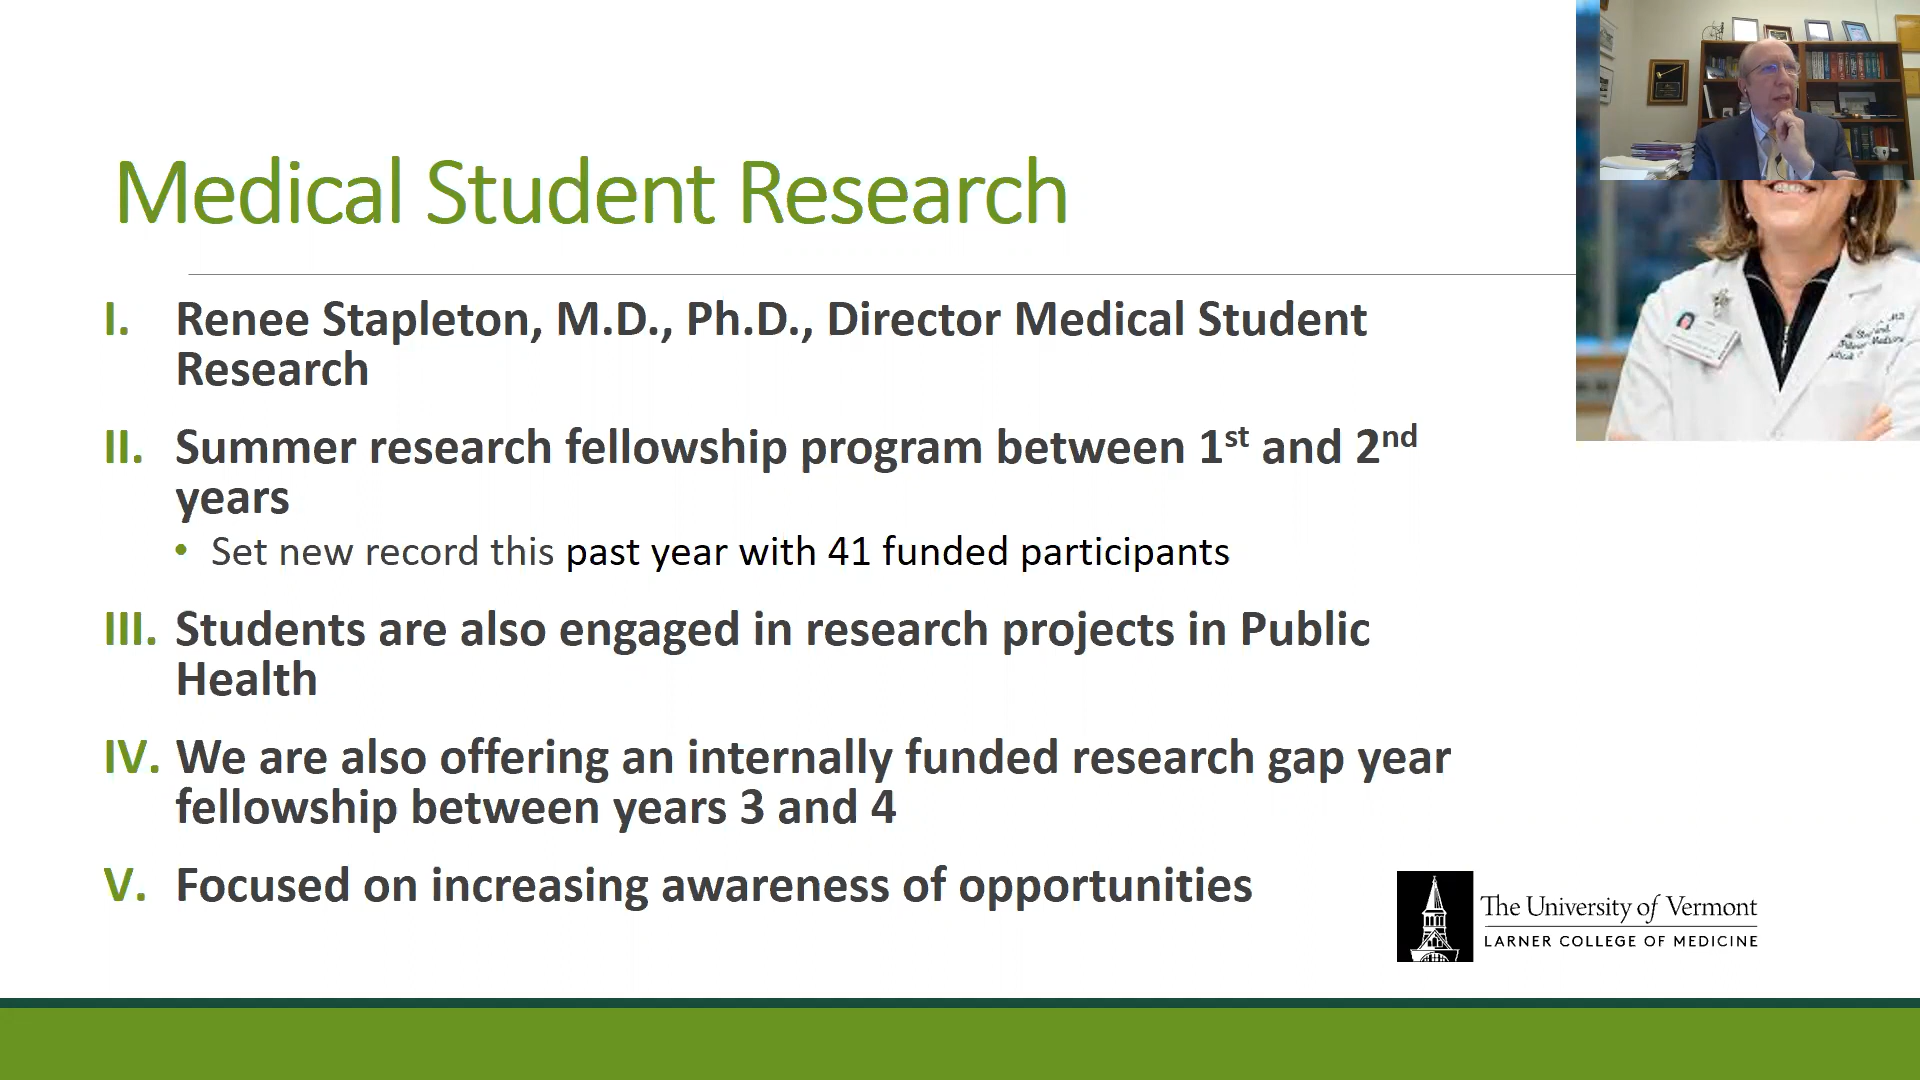 Medical Student Research
I. Renee Stapleton, M.D., Ph.D., Director Medical Student
Research
II. Summer research fellowship program between 1st and 2nd
years
• Set new record this past year with 41 funded participants
III. Students are also engaged in research projects in Public
Health
IV. We are also offering an internally funded research gap year
fellowship between years 3 and 4
V. Focused on increasing awareness of opportunities
The University of Vermont
LARNER COLLEGE OF MEDICINE